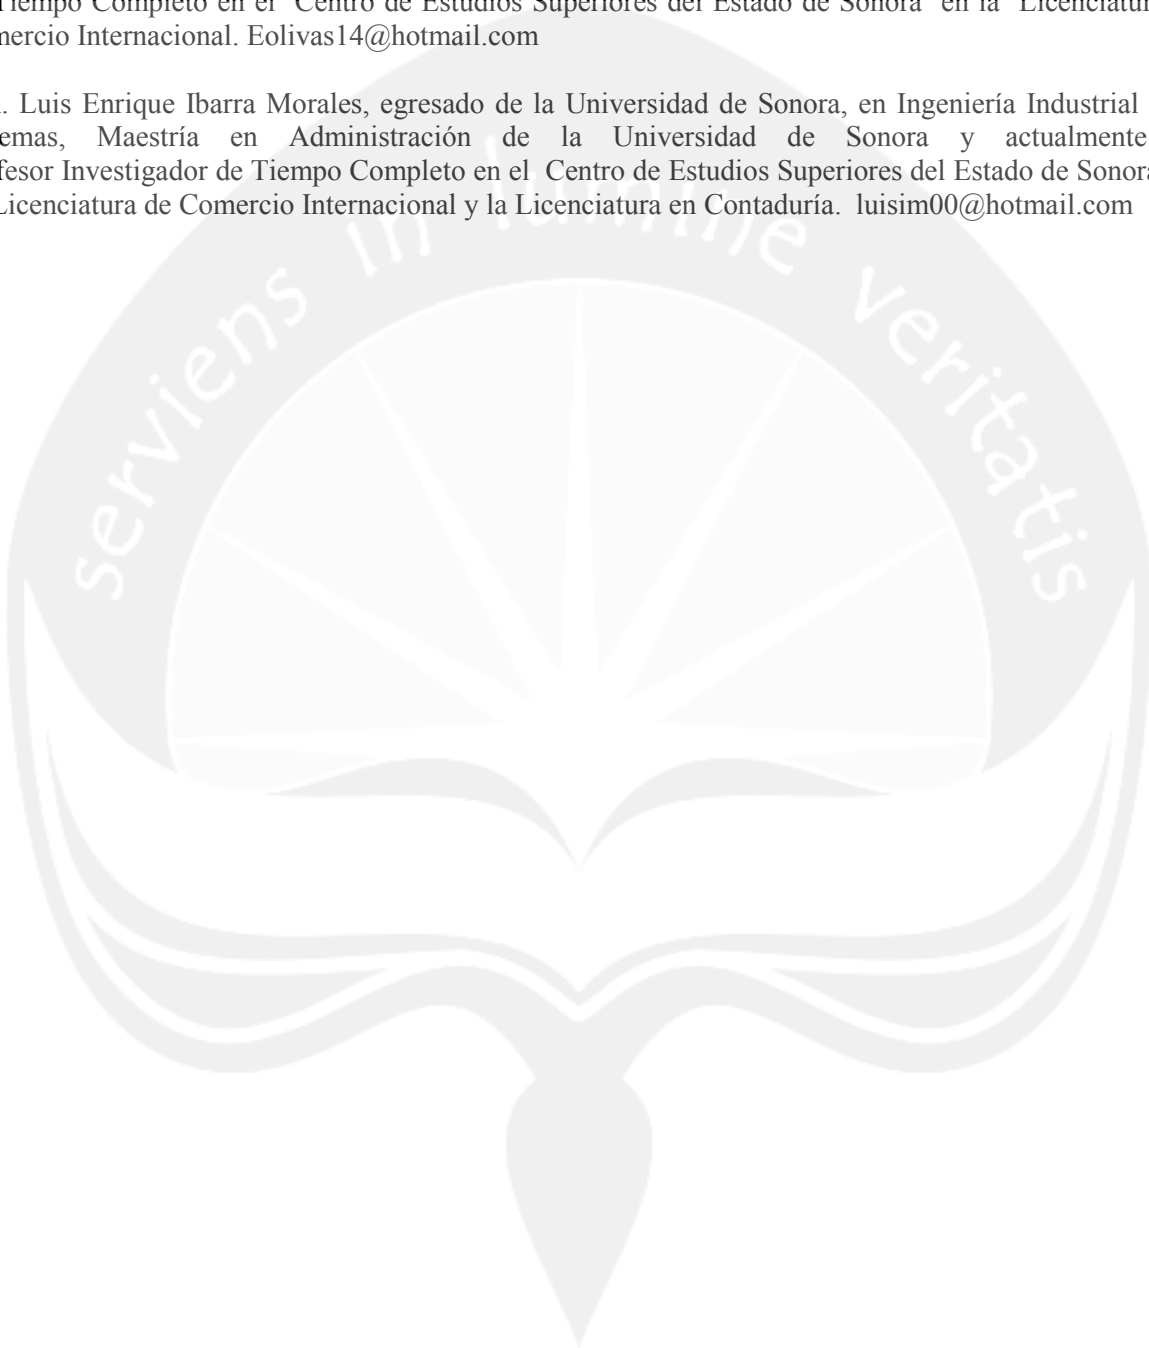 Tiempo Completo en el Centro de Estudios Superiores del Estado de Sonora en la Licenciatur
mercio Internacional. Eolivas14@hotmail.com
. Luis Enrique Ibarra Morales, egresado de la Universidad de Sonora, en Ingeniería Industrial
emas, Maestría en Administración de la Universidad de Sonora y actualmente
fesor Investigador de Tiempo Completo en el Centro de Estudios Superiores del Estado de Sonora
Licenciatura de Comercio Internacional y la Licenciatura en Contaduría. luisim00@hotmail.com
serviens in lumine veritatis